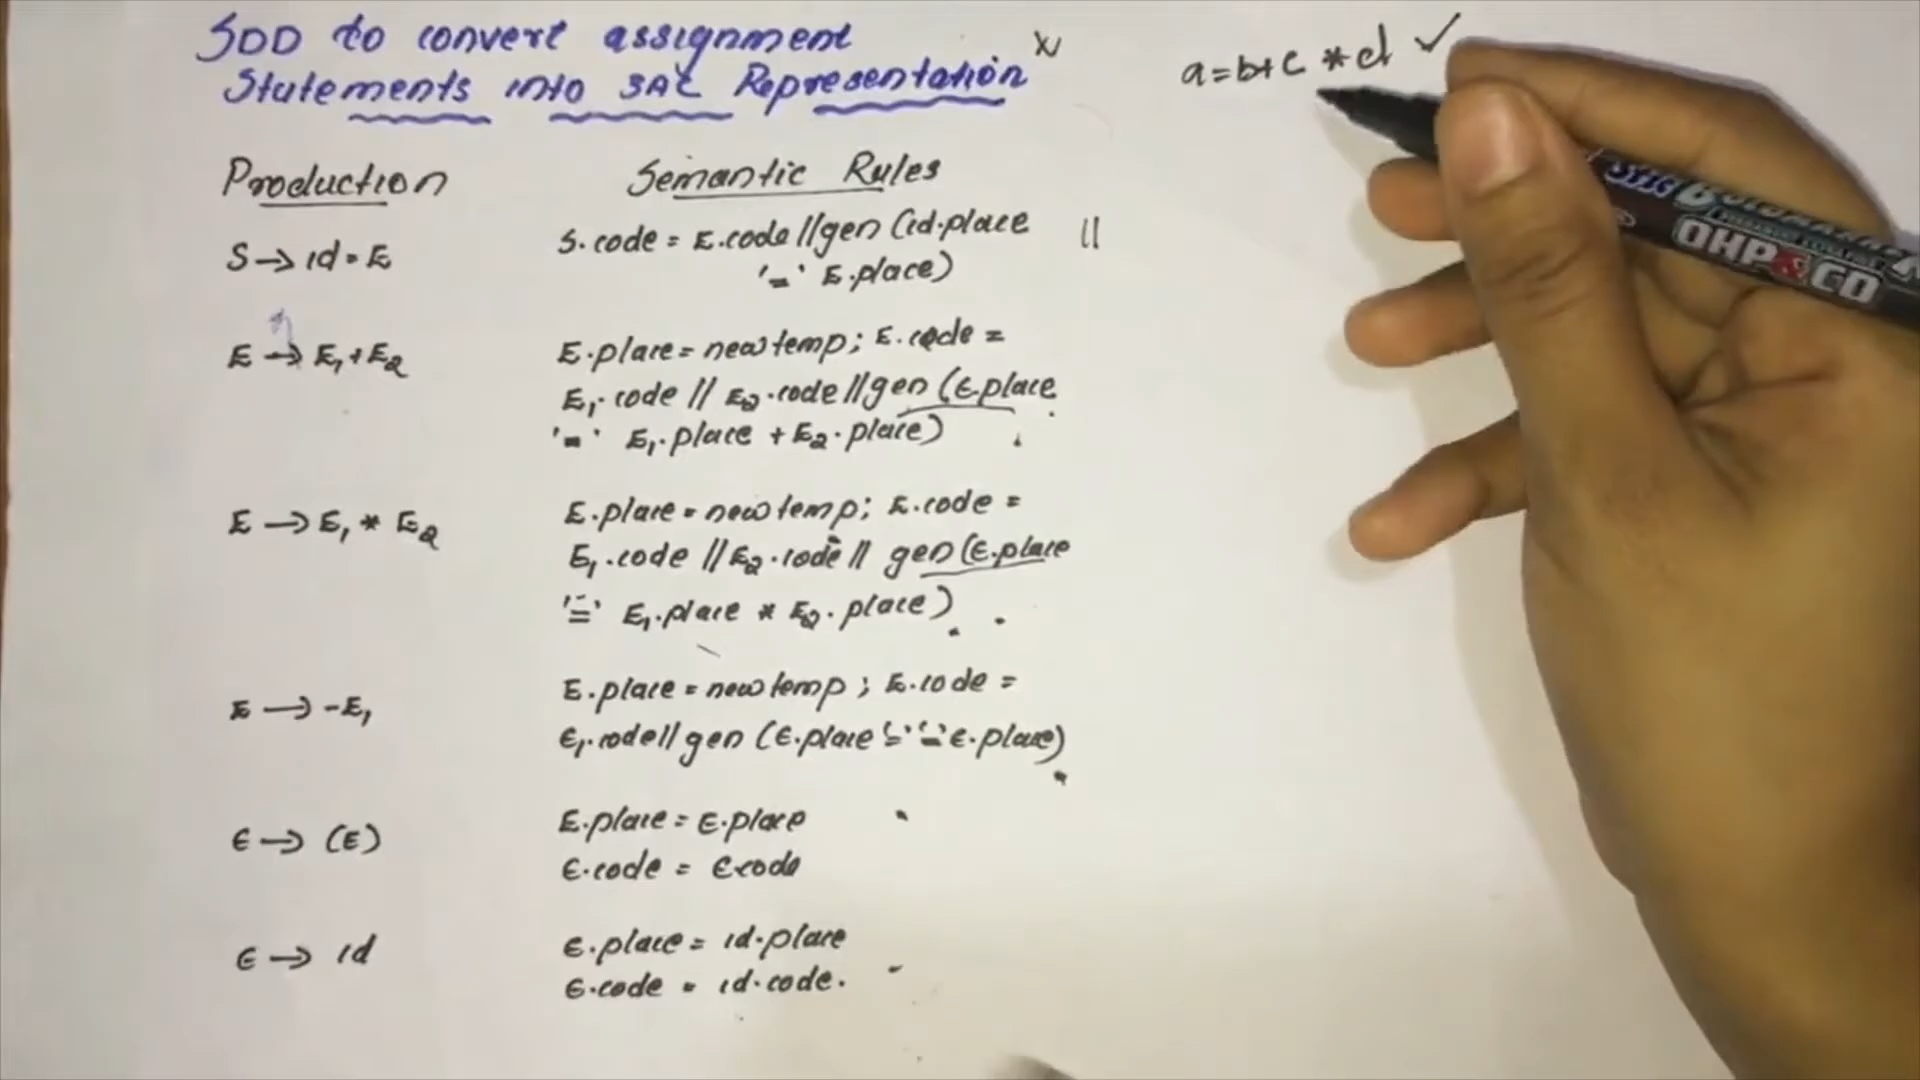 SDD to convert assignment
Statements into 3AC Representation
a=b+c *d ✓
Production Semantic Rules
S → id = E
S.code = E.code //gen (id.place ||
'=' E.place)
E → E1 + E2
E.place = newtemp; E.code =
E1.code // E2.code //gen (E.place
'=' E1.place + E2.place)
E → E1 * E2
E.place = newtemp; E.code =
E1.code // E2.code // gen (E.place
'=' E1.place * E2.place)
E → -E1
E.place = newtemp; E.code =
E1.code // gen (E.place '=' '-' E.place)
E → (E)
E.place = E.place
E.code = E.code
E → id
E.place = id.place
E.code = id.code.
OHP & CD